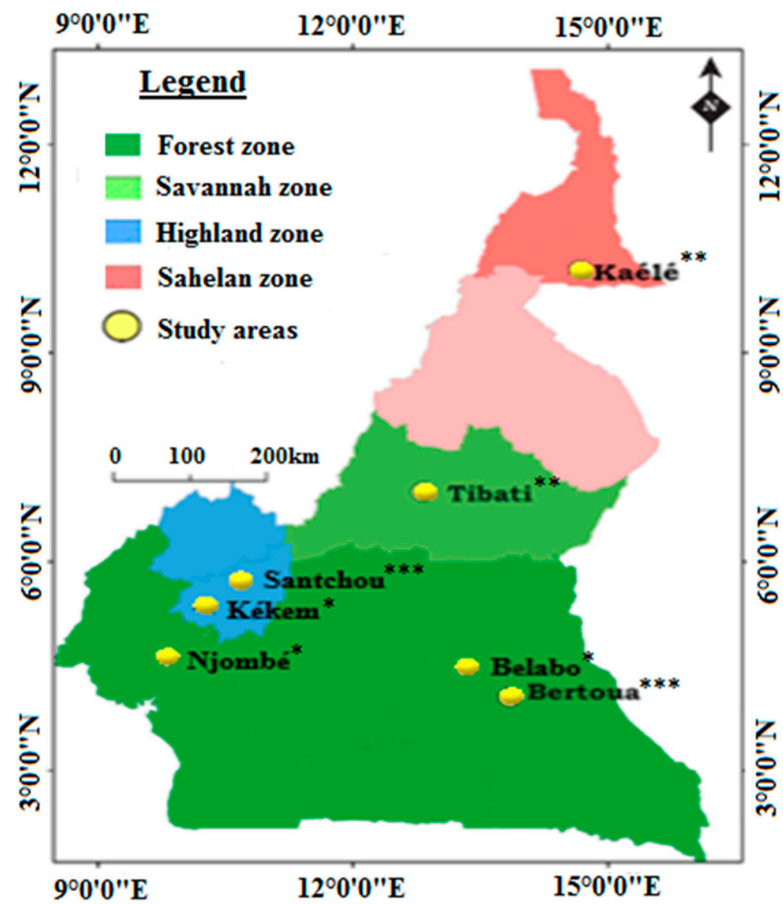 9°0'0"E 12°0'0"E 15°0'0"E
12°0'0"N
9°0'0"N
6°0'0"N
3°0'0"N
Legend
Forest zone
Savannah zone
Highland zone
Sahelan zone
Study areas
0 100 200km
N
Kaélé**
Tibati**
Santchou***
Kékem*
Njombé*
Belabo*
Bertoua***
12°0'0"N
9°0'0"N
6°0'0"N
3°0'0"N
9°0'0"E 12°0'0"E 15°0'0"E